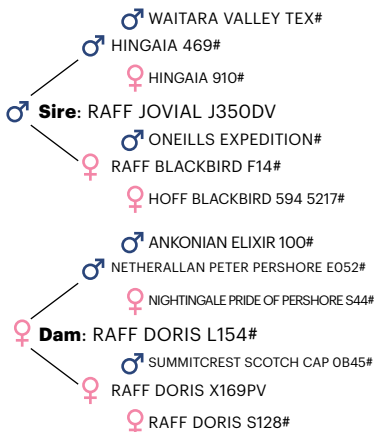 WAITARA VALLEY TEX#
HINGAIA 469#
HINGAIA 910#
Sire: RAFF JOVIAL J350DV
ONEILLS EXPEDITION#
RAFF BLACKBIRD F14#
HOFF BLACKBIRD 594 5217#
ANKONIAN ELIXIR 100#
NETHERALLAN PETER PERSHORE E052#
NIGHTINGALE PRIDE OF PERSHORE S44#
Dam: RAFF DORIS L154#
SUMMITCREST SCOTCH CAP 0B45#
RAFF DORIS X169PV
RAFF DORIS S128#